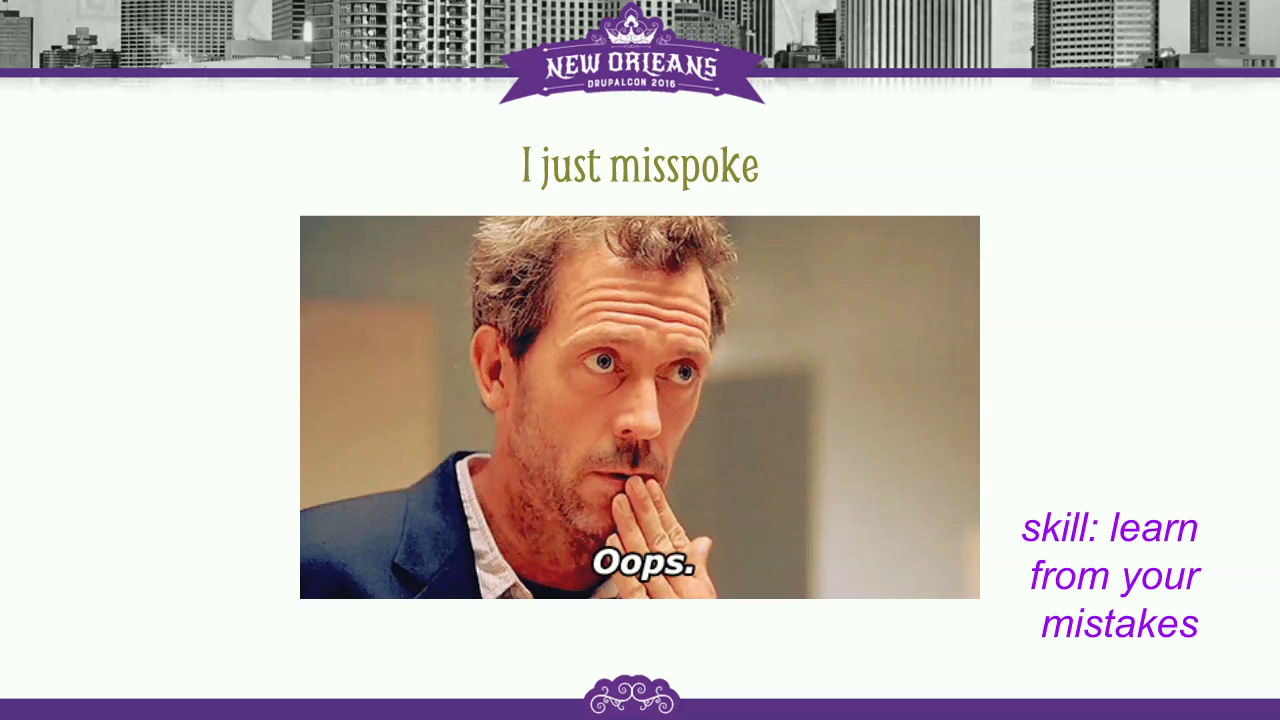 NEW ORLEANS
DRUPALCON 2016
I just misspoke
Oops.
skill: learn
from your
mistakes